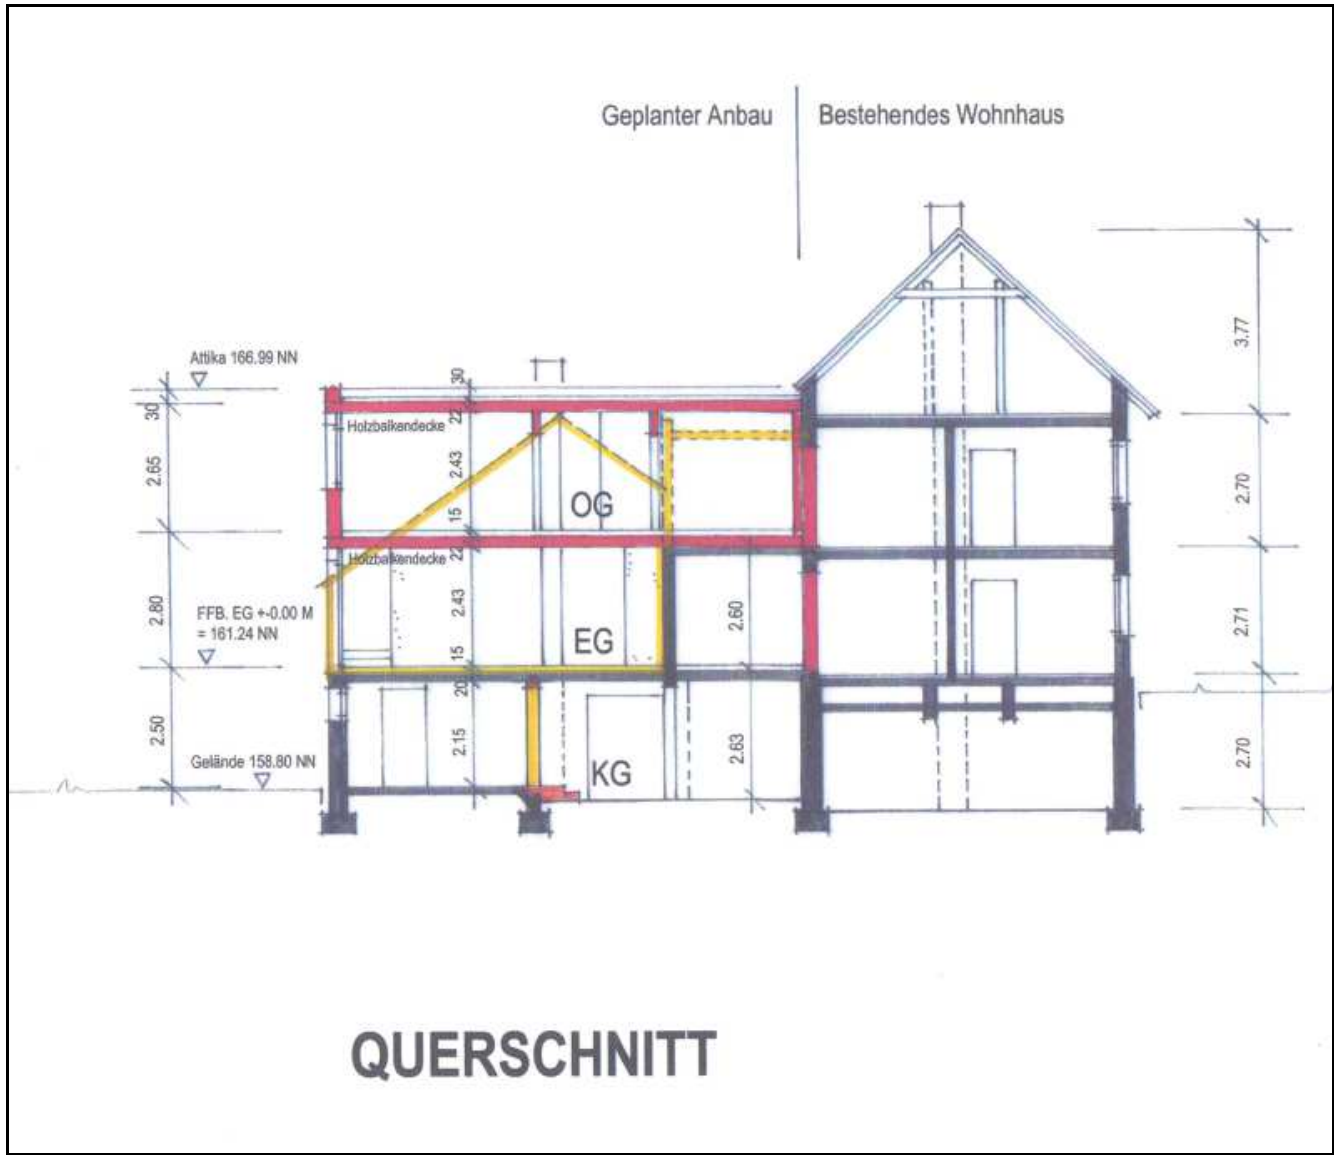 Geplanter Anbau
Bestehendes Wohnhaus
Attika 166.99 NN
30
2.65
2.80
2.50
FFB. EG +-0.00 M
= 161.24 NN
Gelände 158.80 NN
30
22
Holzbalkendecke
2.43
15
22
Holzbalkendecke
2.43
15
20
2.15
OG
EG
KG
2.60
2.63
3.77
2.70
2.71
2.70
QUERSCHNITT